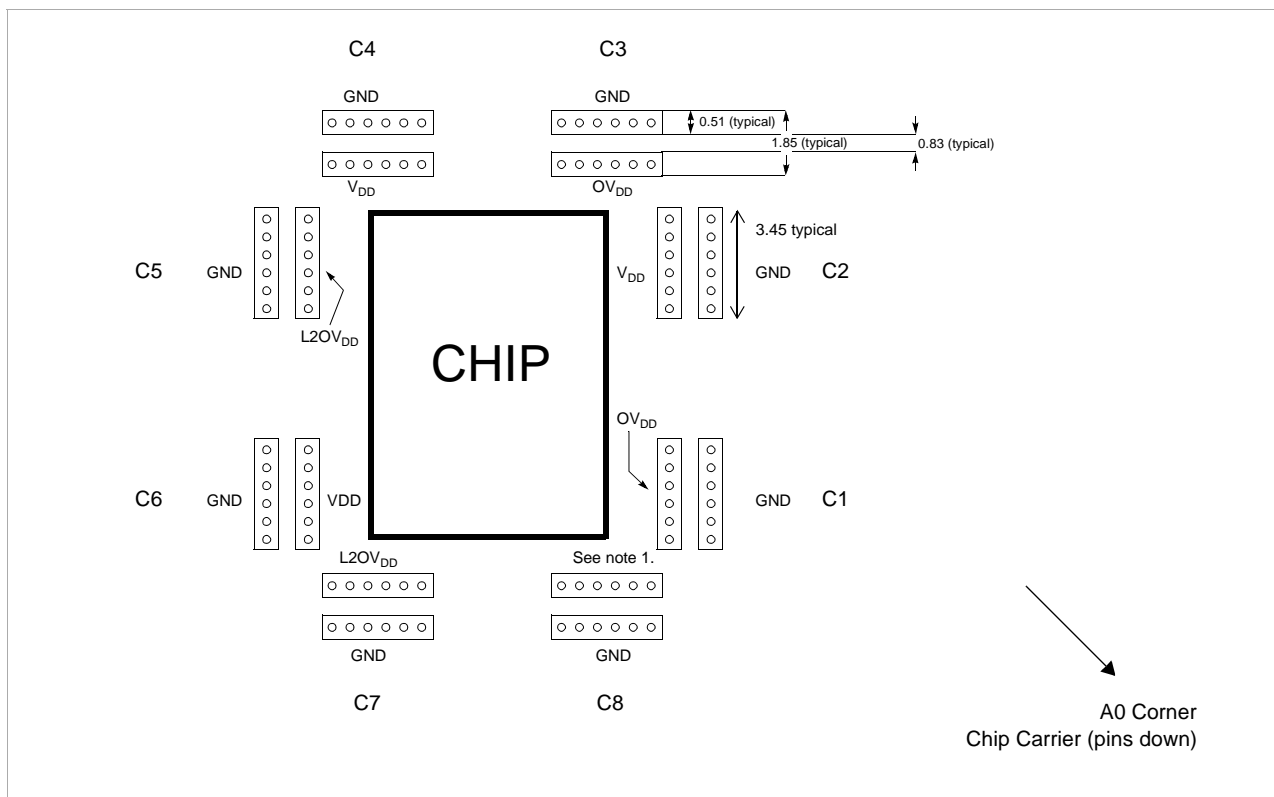 C4
C3
GND
GND
0.51 (typical)
1.85 (typical)
0.83 (typical)
VDD
OVDD
3.45 typical
C5
GND
VDD
GND
C2
L2OVDD
CHIP
OVDD
C6
GND
VDD
GND
C1
L2OVDD
See note 1.
GND
GND
C7
C8
A0 Corner
Chip Carrier (pins down)